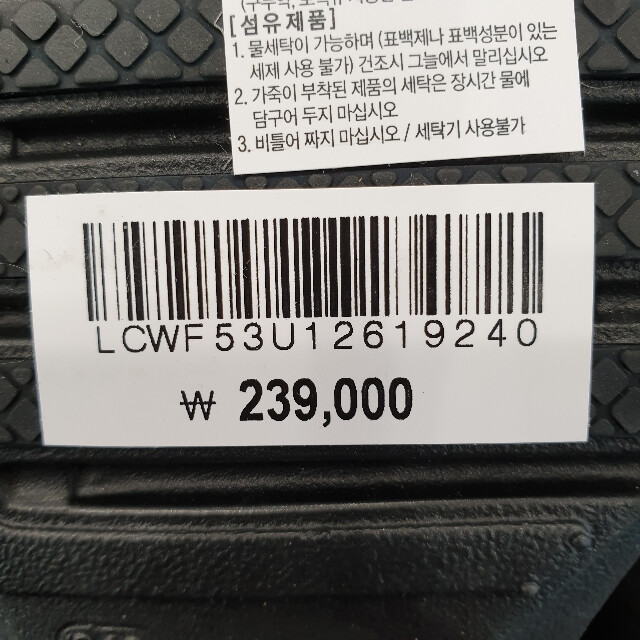 [섬유제품]
1. 물세탁이 가능하며 (표백제나 표백성분이 있는
세제 사용 불가) 건조시 그늘에서 말리십시오
2. 가죽이 부착된 제품의 세탁은 장시간 물에
담구어 두지 마십시오
3. 비틀어 짜지 마십시오 / 세탁기 사용불가
LCWF53U12619240
₩ 239,000